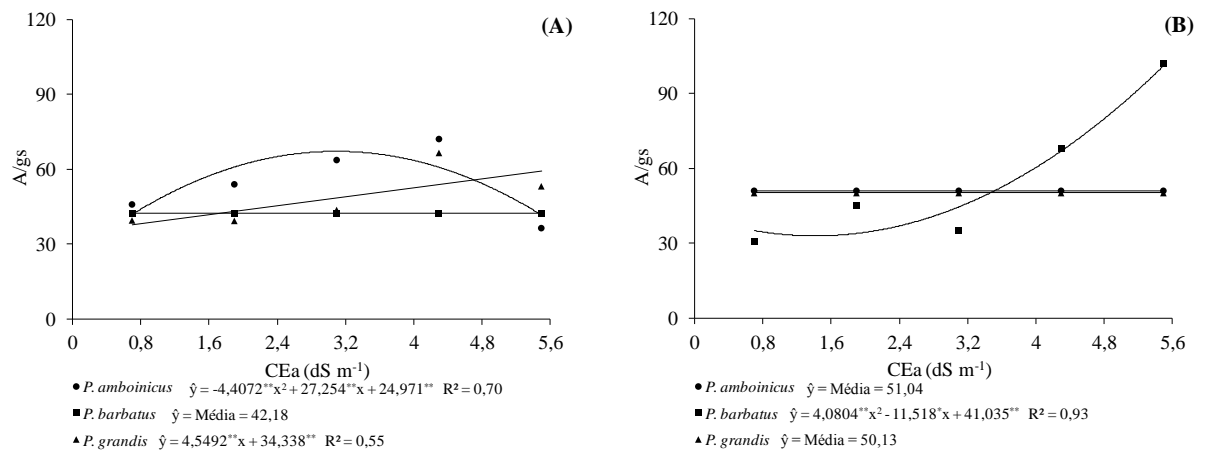 (A)
A/gs
120
90
60
30
0
0 0,8 1,6 2,4 3,2 4 4,8 5,6
CEa (dS m⁻¹)
● P. amboinicus ŷ = -4,4072**x² + 27,254**x + 24,971** R² = 0,70
■ P. barbatus ŷ = Média = 42,18
▲ P. grandis ŷ = 4,5492**x + 34,338** R² = 0,55
(B)
A/gs
120
90
60
30
0
0 0,8 1,6 2,4 3,2 4 4,8 5,6
CEa (dS m⁻¹)
● P. amboinicus ŷ = Média = 51,04
■ P. barbatus ŷ = 4,0804**x² - 11,518*x + 41,035** R² = 0,93
▲ P. grandis ŷ = Média = 50,13